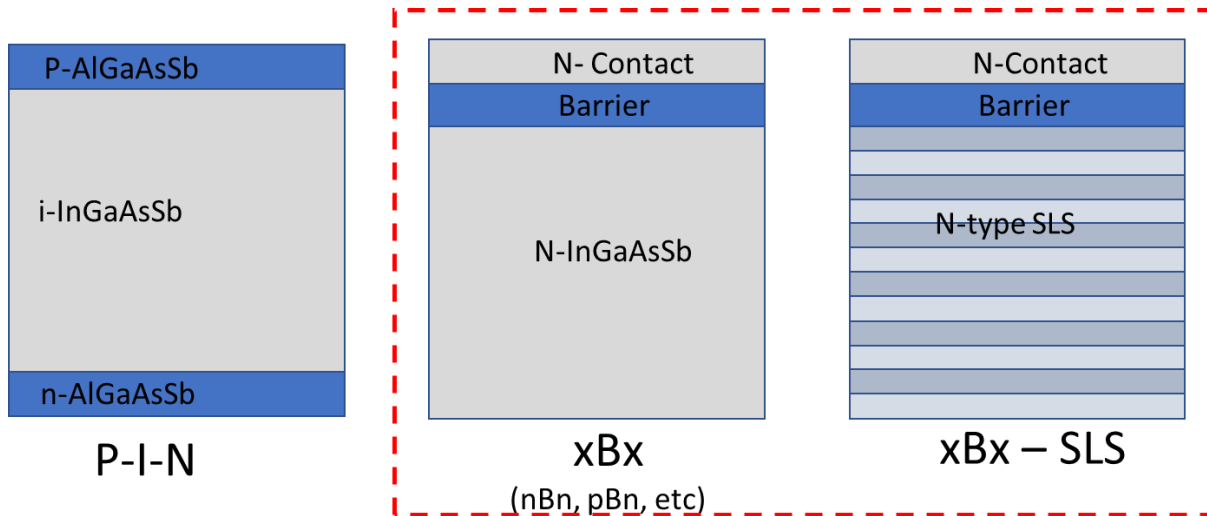 P-AlGaAsSb
i-InGaAsSb
n-AlGaAsSb
P-I-N
N- Contact
Barrier
N-InGaAsSb
xBx
(nBn, pBn, etc)
N-Contact
Barrier
N-type SLS
xBx – SLS